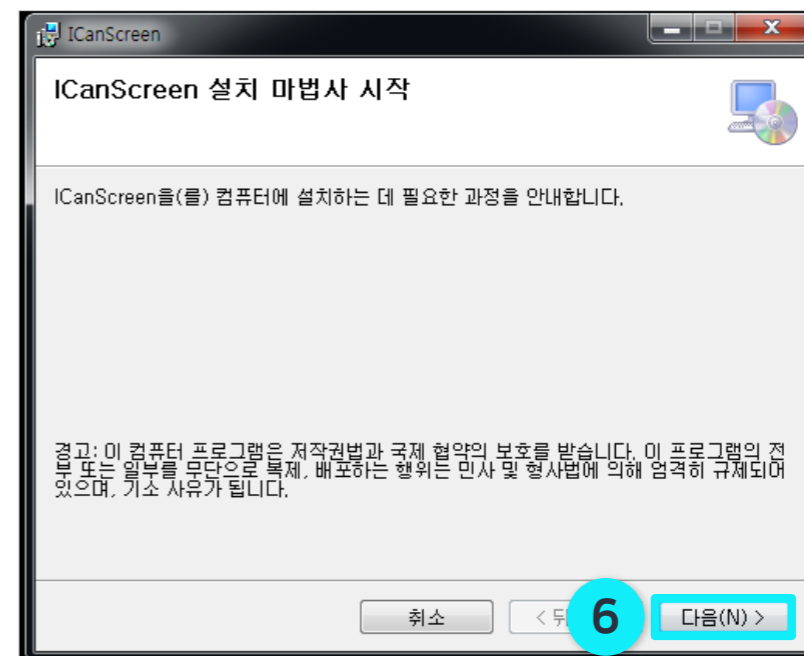 ICanScreen
ICanScreen 설치 마법사 시작
ICanScreen을(를) 컴퓨터에 설치하는 데 필요한 과정을 안내합니다.
경고: 이 컴퓨터 프로그램은 저작권법과 국제 협약의 보호를 받습니다. 이 프로그램의 전
부 또는 일부를 무단으로 복제, 배포하는 행위는 민사 및 형사법에 의해 엄격히 규제되어
있으며, 기소 사유가 됩니다.
취소 < 6 다음(N) >